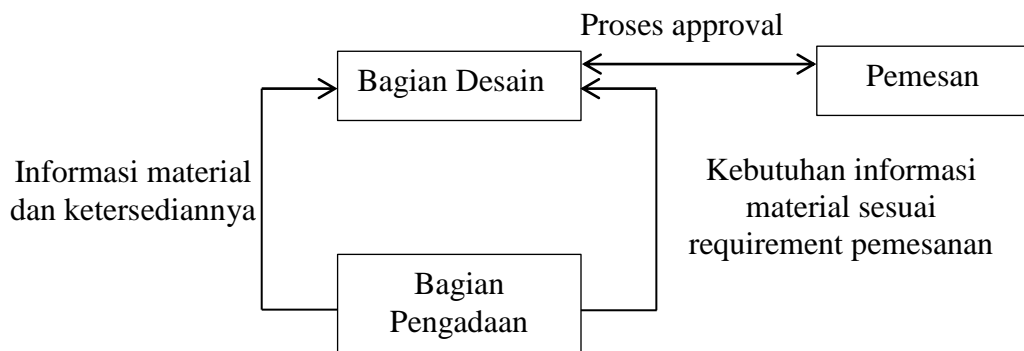 Proses approval
Bagian Desain
Pemesan
Informasi material
dan ketersediannya
Kebutuhan informasi
material sesuai
requirement pemesanan
Bagian
Pengadaan